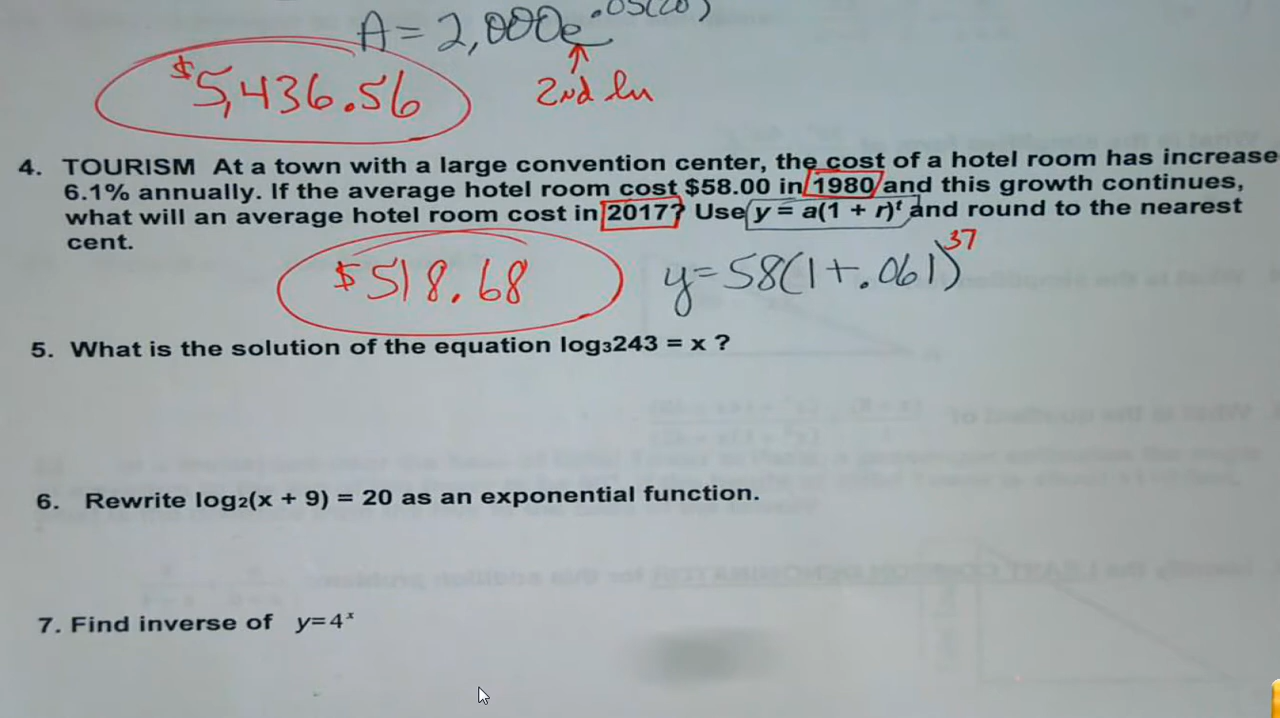 A = 2,000e^.05(20)
$5,436.56
2nd ln
4. TOURISM At a town with a large convention center, the cost of a hotel room has increase
6.1% annually. If the average hotel room cost $58.00 in 1980 and this growth continues,
what will an average hotel room cost in 2017? Use y = a(1 + r)ᵗ and round to the nearest
cent.
$518.68 y=58(1+.061)³⁷
5. What is the solution of the equation log₃243 = x ?
6. Rewrite log₂(x + 9) = 20 as an exponential function.
7. Find inverse of y=4ˣ